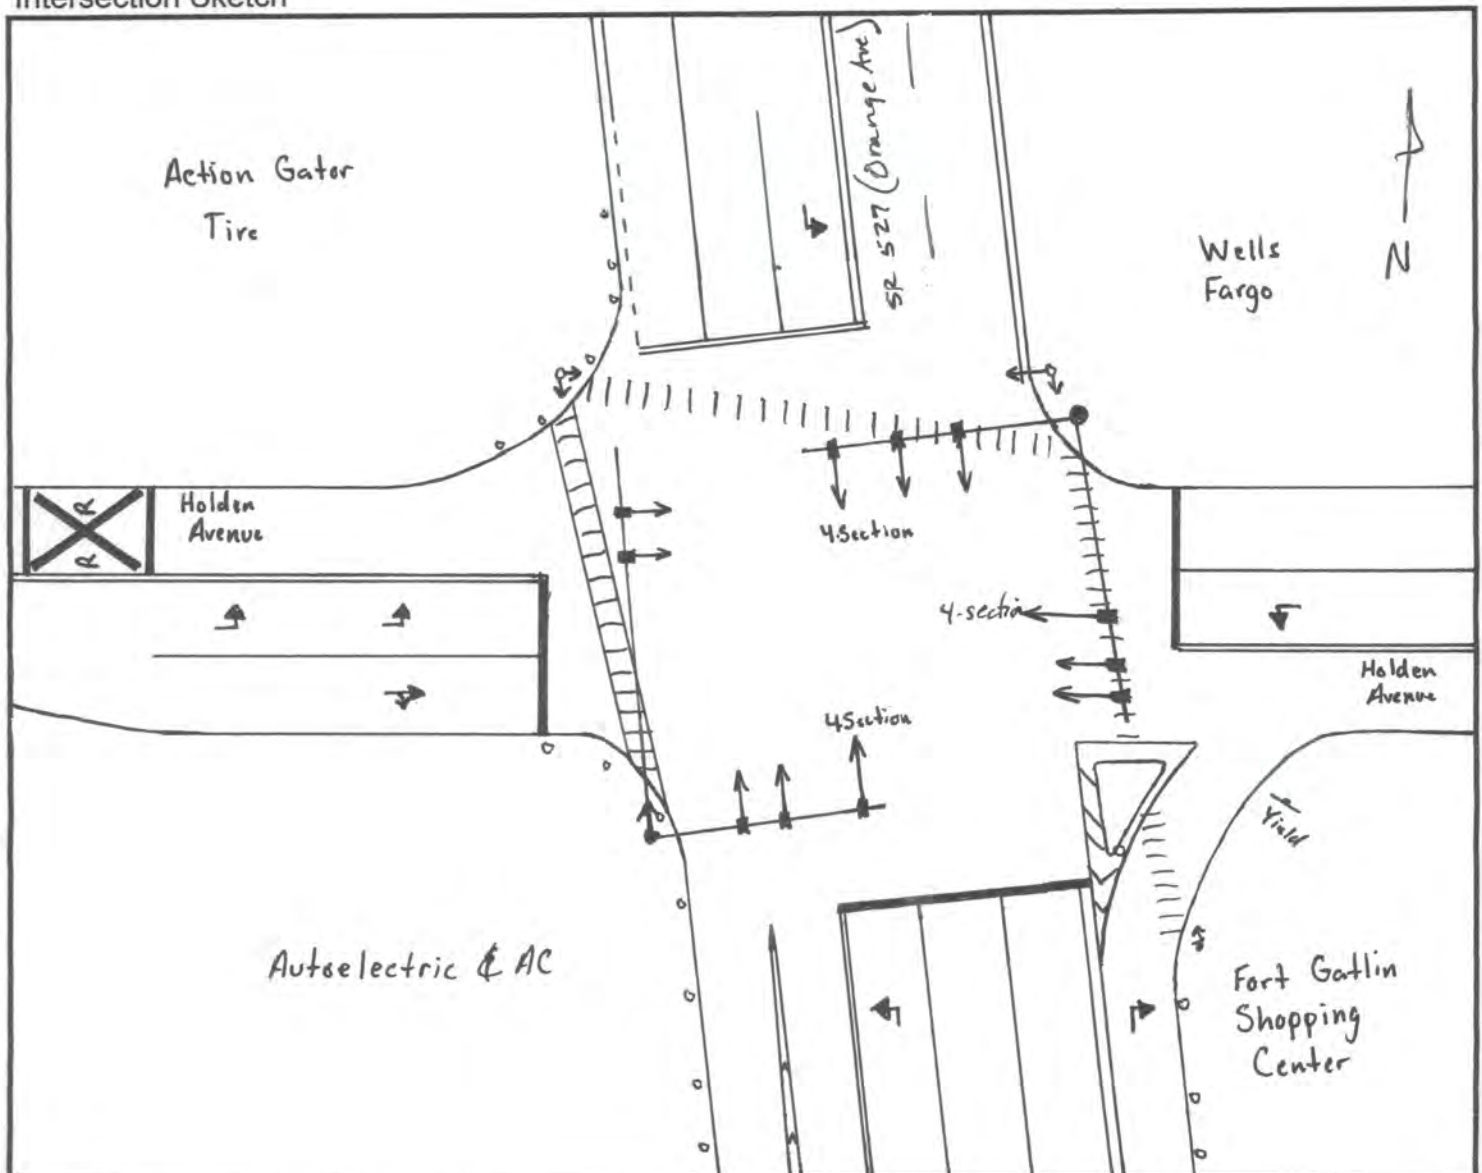 Intersection Sketch
Action Gator
Tire
SR 527 (Orange Ave)
Wells
Fargo
N
R
R
Holden
Avenue
4-Section
4-section
Holden
Avenue
4 Section
Yield
Autoelectric & AC
Fort Gatlin
Shopping
Center